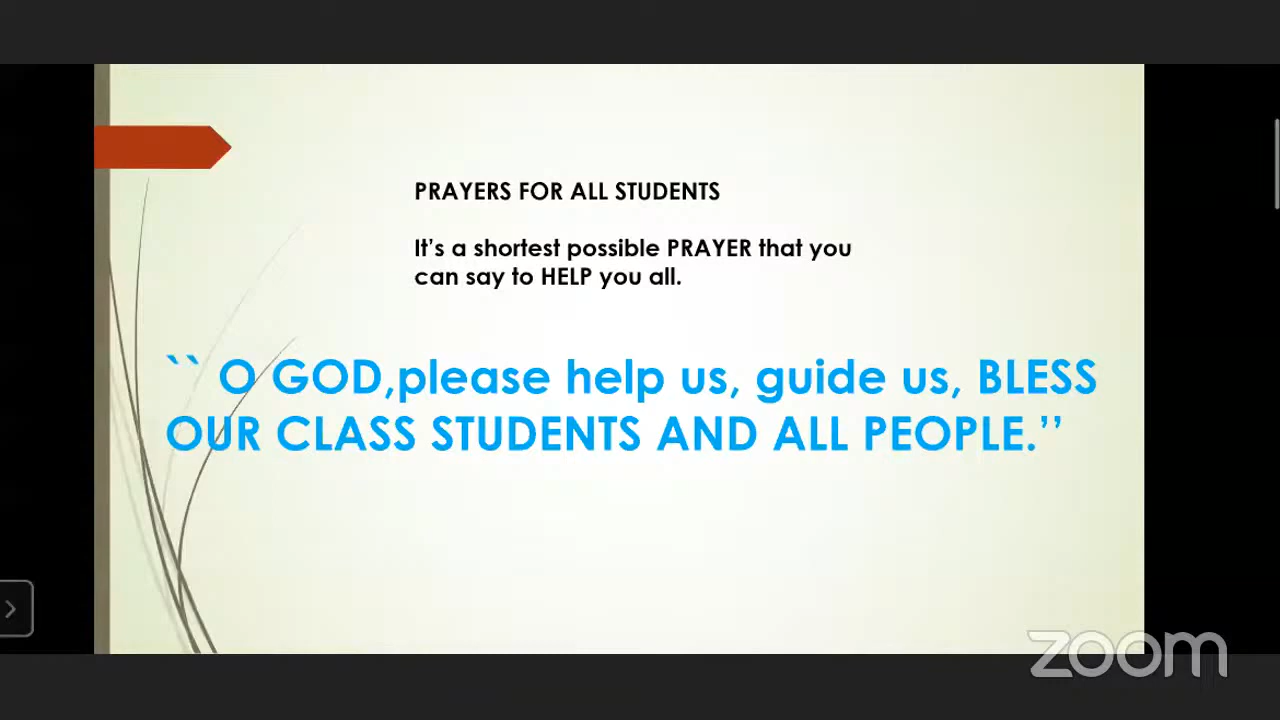 PRAYERS FOR ALL STUDENTS
It’s a shortest possible PRAYER that you
can say to HELP you all.
`` O GOD,please help us, guide us, BLESS
OUR CLASS STUDENTS AND ALL PEOPLE.’’
zoom